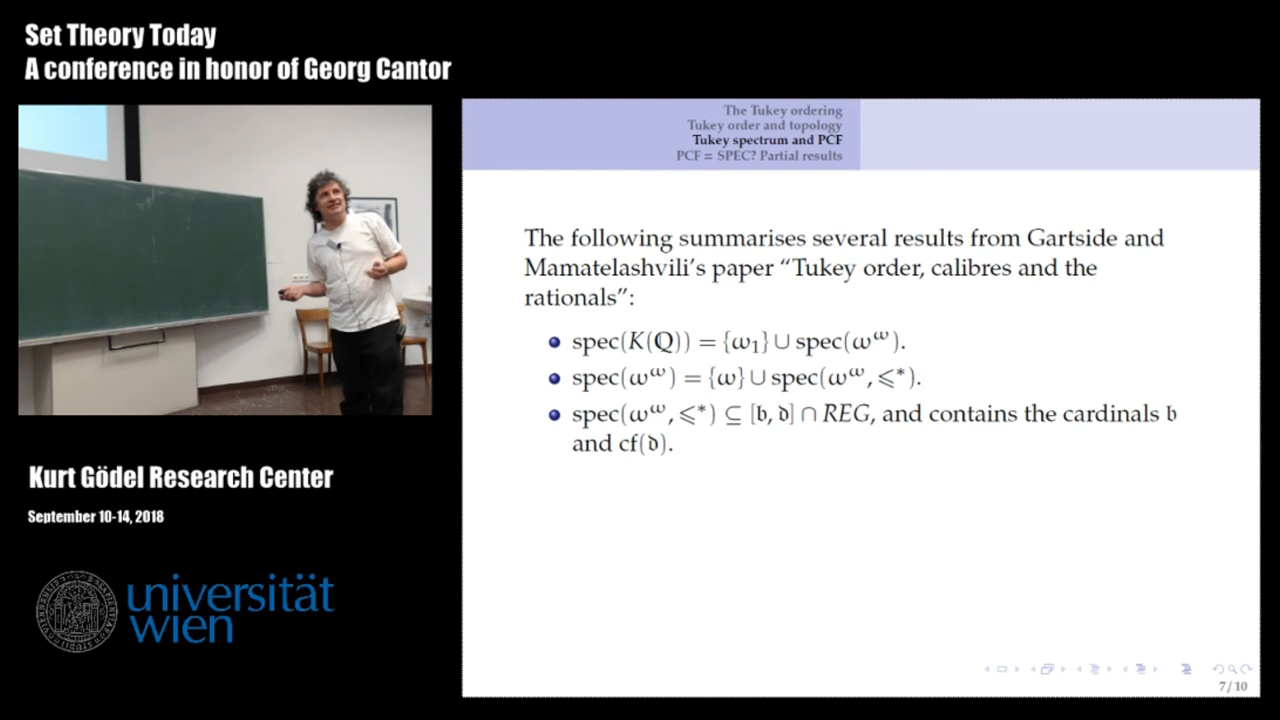 Set Theory Today
A conference in honor of Georg Cantor
The Tukey ordering
Tukey order and topology
Tukey spectrum and PCF
PCF = SPEC? Partial results
The following summarises several results from Gartside and
Mamatelashvili's paper “Tukey order, calibres and the
rationals”:
spec(K(Q)) = {ω₁} ∪ spec(ω^ω).
spec(ω^ω) = {ω} ∪ spec(ω^ω, ⩽*).
spec(ω^ω, ⩽*) ⊆ [𝔟, 𝔡] ∩ REG, and contains the cardinals 𝔟
and cf(𝔡).
Kurt Gödel Research Center
September 10-14, 2018
universität
wien
7/10